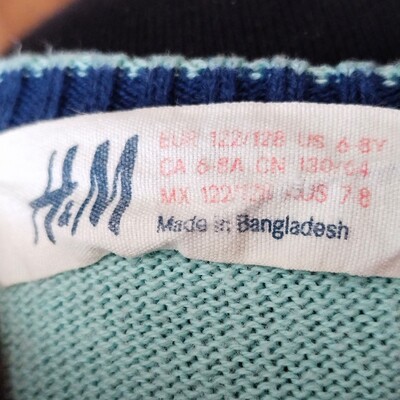 H&M
EUR 122/128 US 6-8Y
CA 6-8A CN 130/64
MX 122/128 AUS 7-8
Made in Bangladesh